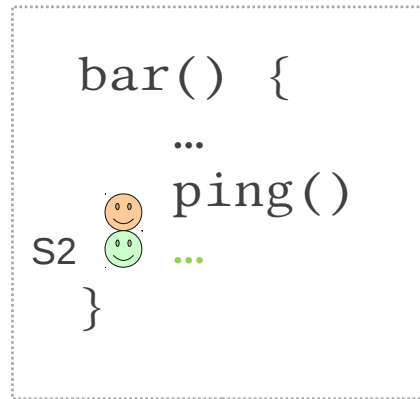 bar() {
...
ping()
S2 ...
}